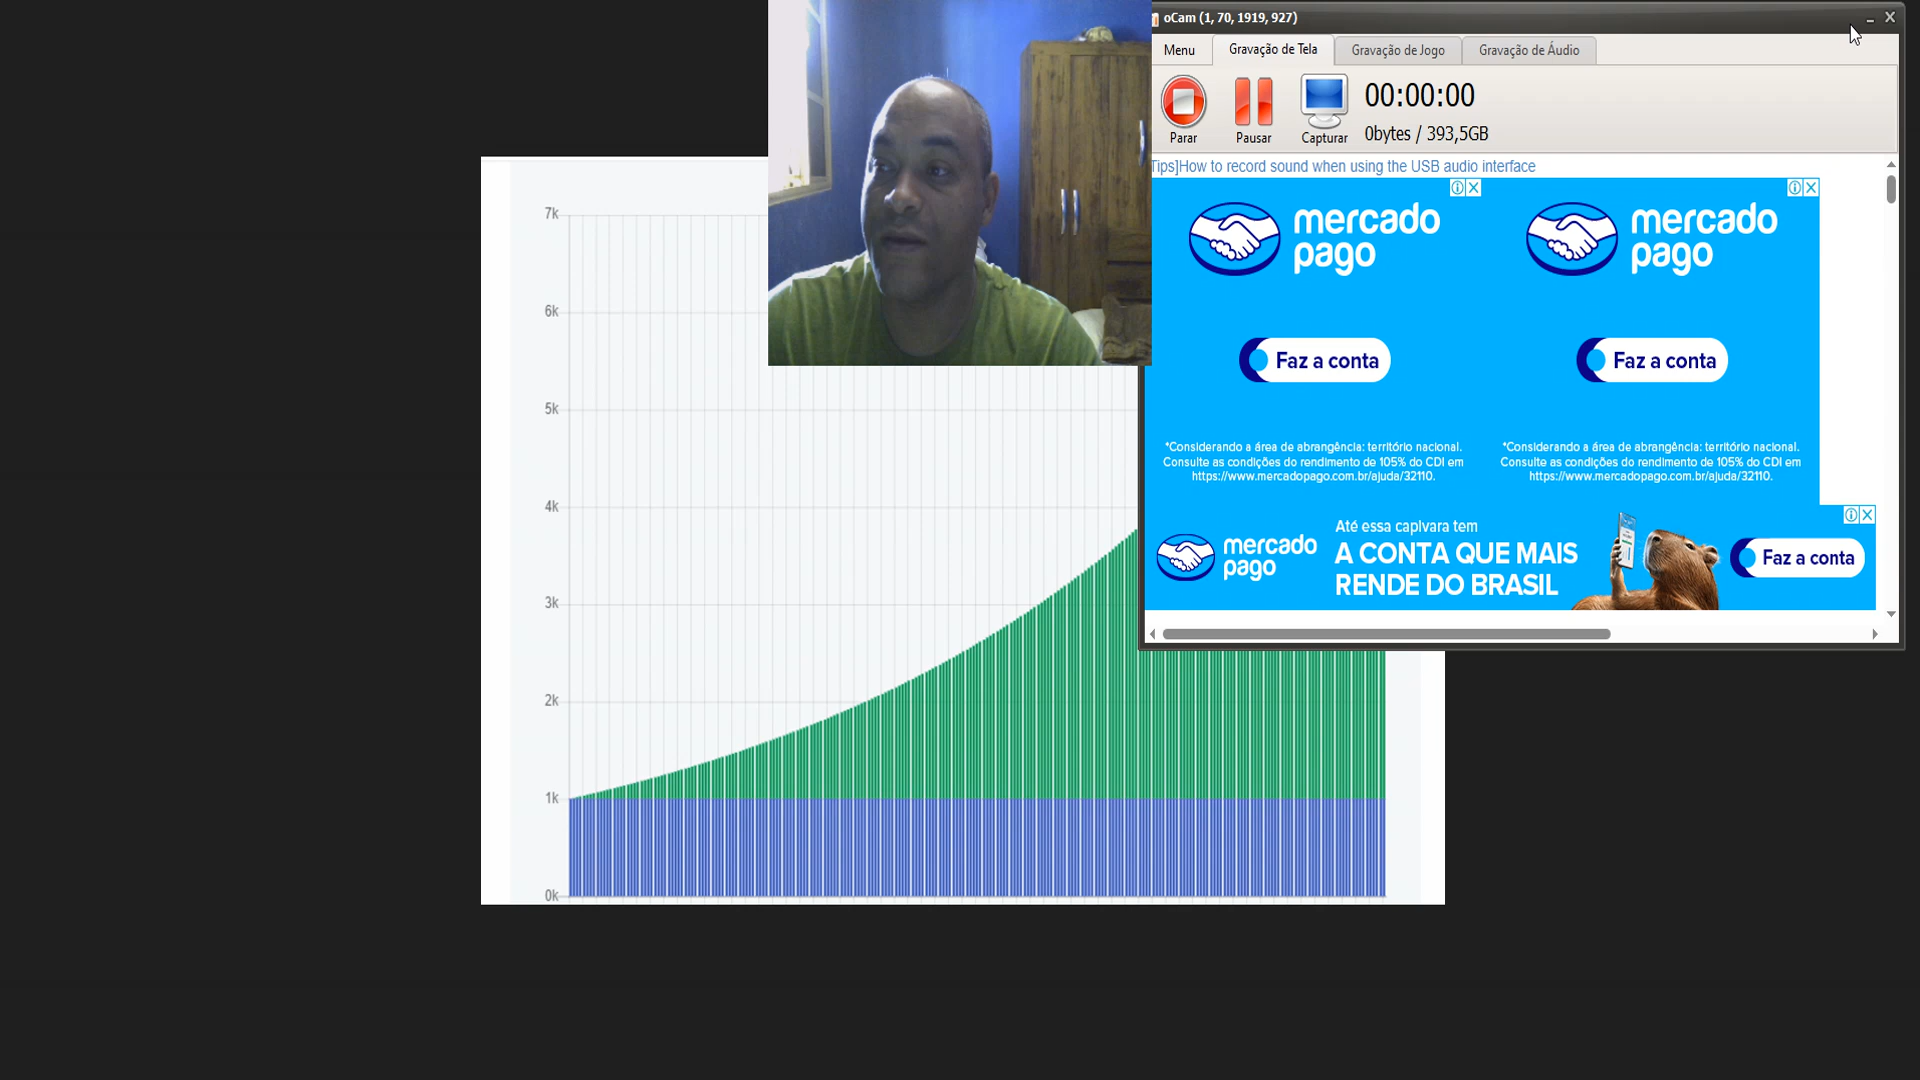 oCam (1, 70, 1919, 927)
Menu
Gravação de Tela
Gravação de Jogo
Gravação de Áudio
Parar
Pausar
Capturar
00:00:00
0bytes / 393,5GB
Tips]How to record sound when using the USB audio interface
mercado
pago
Faz a conta
*Considerando a área de abrangência: território nacional.
Consulte as condições do rendimento de 105% do CDI em
https://www.mercadopago.com.br/ajuda/32110.
mercado
pago
Faz a conta
*Considerando a área de abrangência: território nacional.
Consulte as condições do rendimento de 105% do CDI em
https://www.mercadopago.com.br/ajuda/32110.
mercado
pago
Até essa capivara tem
A CONTA QUE MAIS
RENDE DO BRASIL
Faz a conta
7k
6k
5k
4k
3k
2k
1k
0k